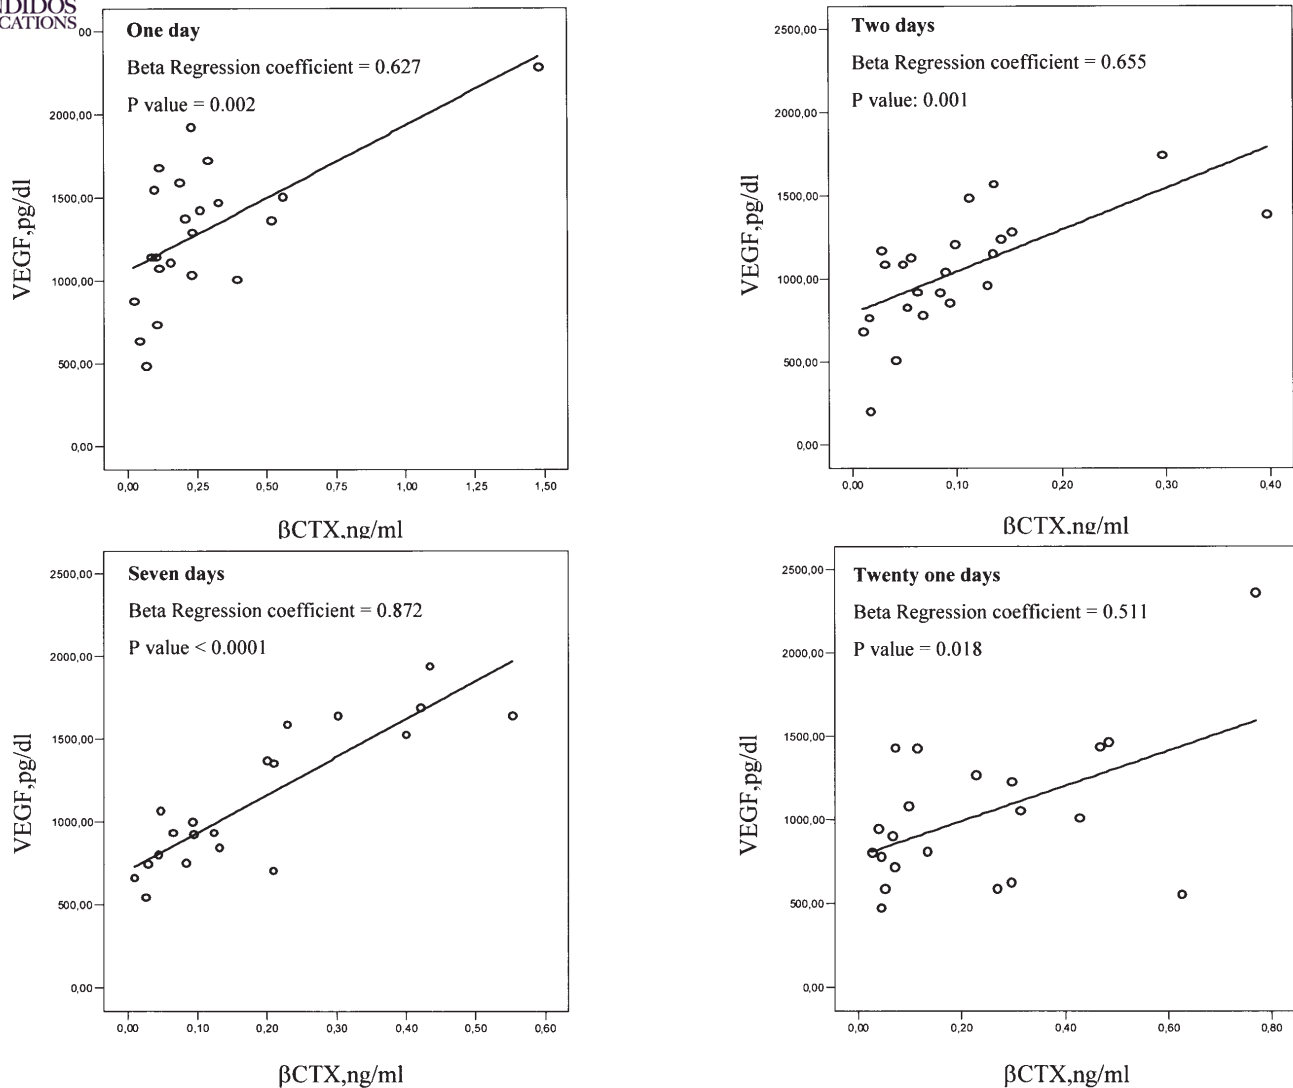 NDIDOS
CATIONS
One day
Beta Regression coefficient = 0.627
P value = 0.002
00
2000,00
1500,00
1000,00
500,00
0,00
VEGF,pg/dl
0,00 0,25 0,50 0,75 1,00 1,25 1,50
βCTX,ng/ml
Two days
Beta Regression coefficient = 0.655
P value: 0.001
2500,00
2000,00
1500,00
1000,00
500,00
0,00
VEGF,pg/dl
0,00 0,10 0,20 0,30 0,40
βCTX,ng/ml
Seven days
Beta Regression coefficient = 0.872
P value < 0.0001
2500,00
2000,00
1500,00
1000,00
500,00
0,00
VEGF,pg/dl
0,00 0,10 0,20 0,30 0,40 0,50 0,60
βCTX,ng/ml
Twenty one days
Beta Regression coefficient = 0.511
P value = 0.018
2500,00
2000,00
1500,00
1000,00
500,00
0,00
VEGF,pg/dl
0,00 0,20 0,40 0,60 0,80
βCTX,ng/ml